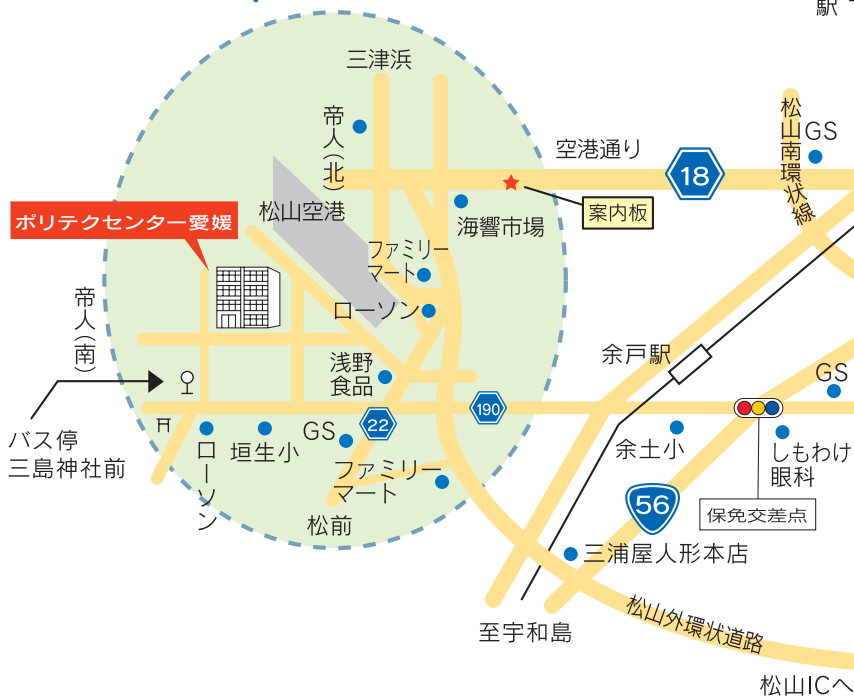 駅
三津浜
帝人(北)
空港通り
18
松山南環状線
GS
案内板
松山空港
海響市場
ポリテクセンター愛媛
ファミリー
マート
ローソン
帝人(南)
浅野
食品
余戸駅
GS
190
22
バス停
三島神社前
ローソン
垣生小
GS
ファミリー
マート
余土小
しもわけ
眼科
56
保免交差点
松前
三浦屋人形本店
至宇和島
松山外環状道路
松山ICへ